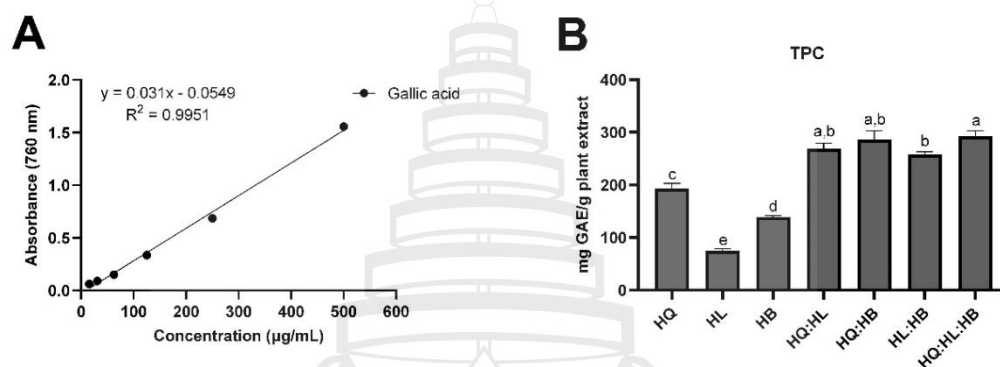 A
y = 0.031x - 0.0549
R² = 0.9951
Gallic acid
Absorbance (760 nm)
2.0
1.5
1.0
0.5
0.0
0 100 200 300 400 500 600
Concentration (µg/mL)
B
TPC
mg GAE/g plant extract
400
300
200
100
0
c
e
d
a,b
a,b
b
a
HQ
HL
HB
HQ:HL
HQ:HB
HL:HB
HQ:HL:HB